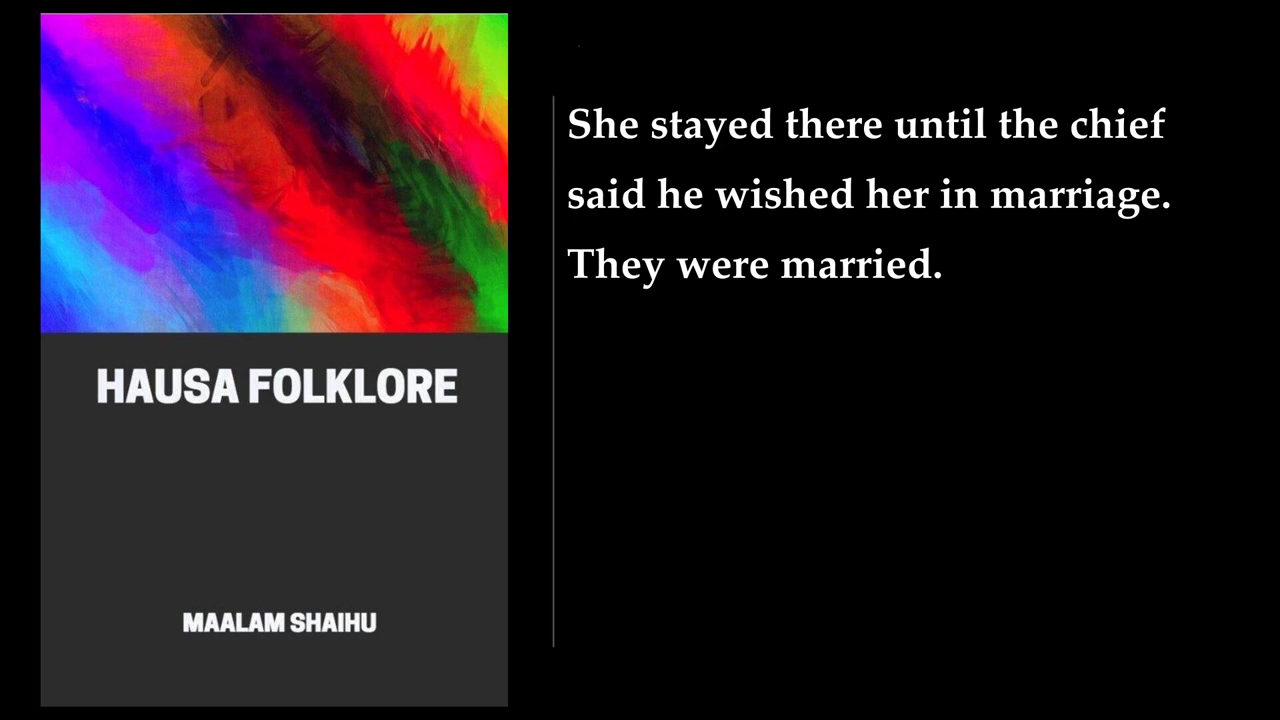 HAUSA FOLKLORE
MAALAM SHAIHU
She stayed there until the chief
said he wished her in marriage.
They were married.